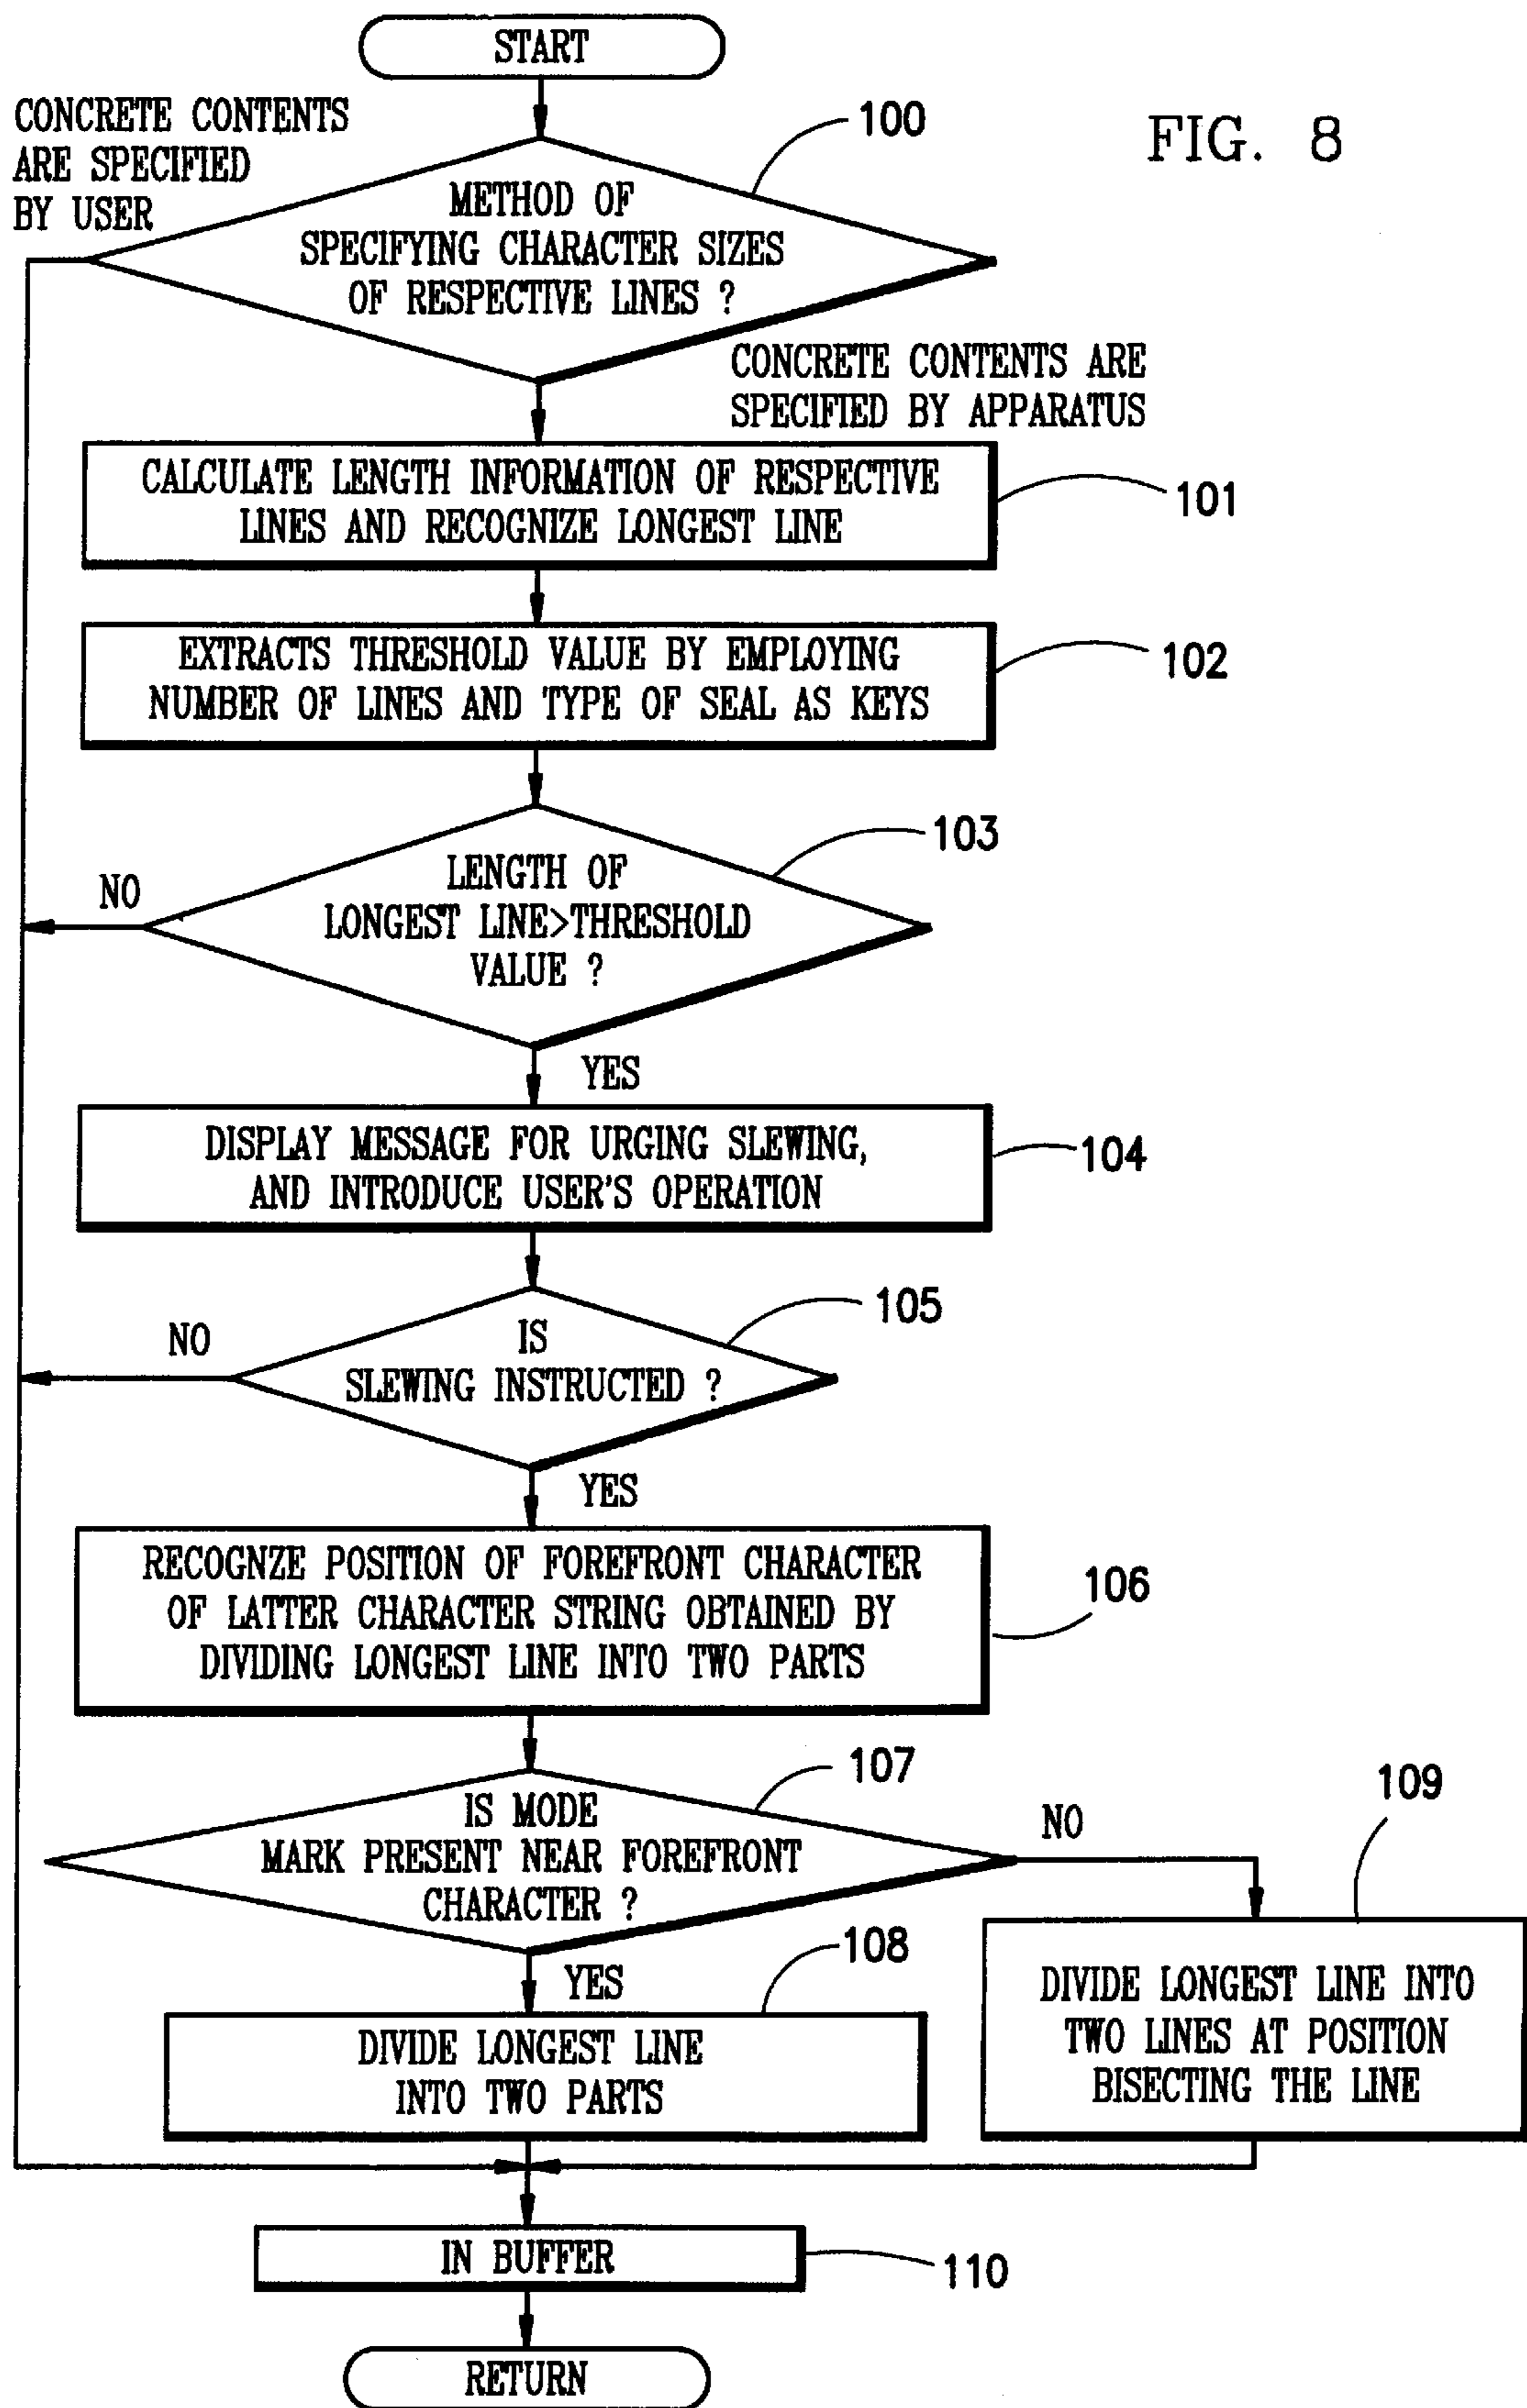 START
FIG. 8
CONCRETE CONTENTS
ARE SPECIFIED
BY USER
100
METHOD OF
SPECIFYING CHARACTER SIZES
OF RESPECTIVE LINES ?
CONCRETE CONTENTS ARE
SPECIFIED BY APPARATUS
CALCULATE LENGTH INFORMATION OF RESPECTIVE
LINES AND RECOGNIZE LONGEST LINE
101
EXTRACTS THRESHOLD VALUE BY EMPLOYING
NUMBER OF LINES AND TYPE OF SEAL AS KEYS
102
103
LENGTH OF
LONGEST LINE>THRESHOLD
VALUE ?
NO
YES
DISPLAY MESSAGE FOR URGING SLEWING,
AND INTRODUCE USER'S OPERATION
104
105
IS
SLEWING INSTRUCTED ?
NO
YES
RECOGNZE POSITION OF FOREFRONT CHARACTER
OF LATTER CHARACTER STRING OBTAINED BY
DIVIDING LONGEST LINE INTO TWO PARTS
106
107
IS MODE
MARK PRESENT NEAR FOREFRONT
CHARACTER ?
NO
109
YES
108
DIVIDE LONGEST LINE
INTO TWO PARTS
DIVIDE LONGEST LINE INTO
TWO LINES AT POSITION
BISECTING THE LINE
IN BUFFER
110
RETURN